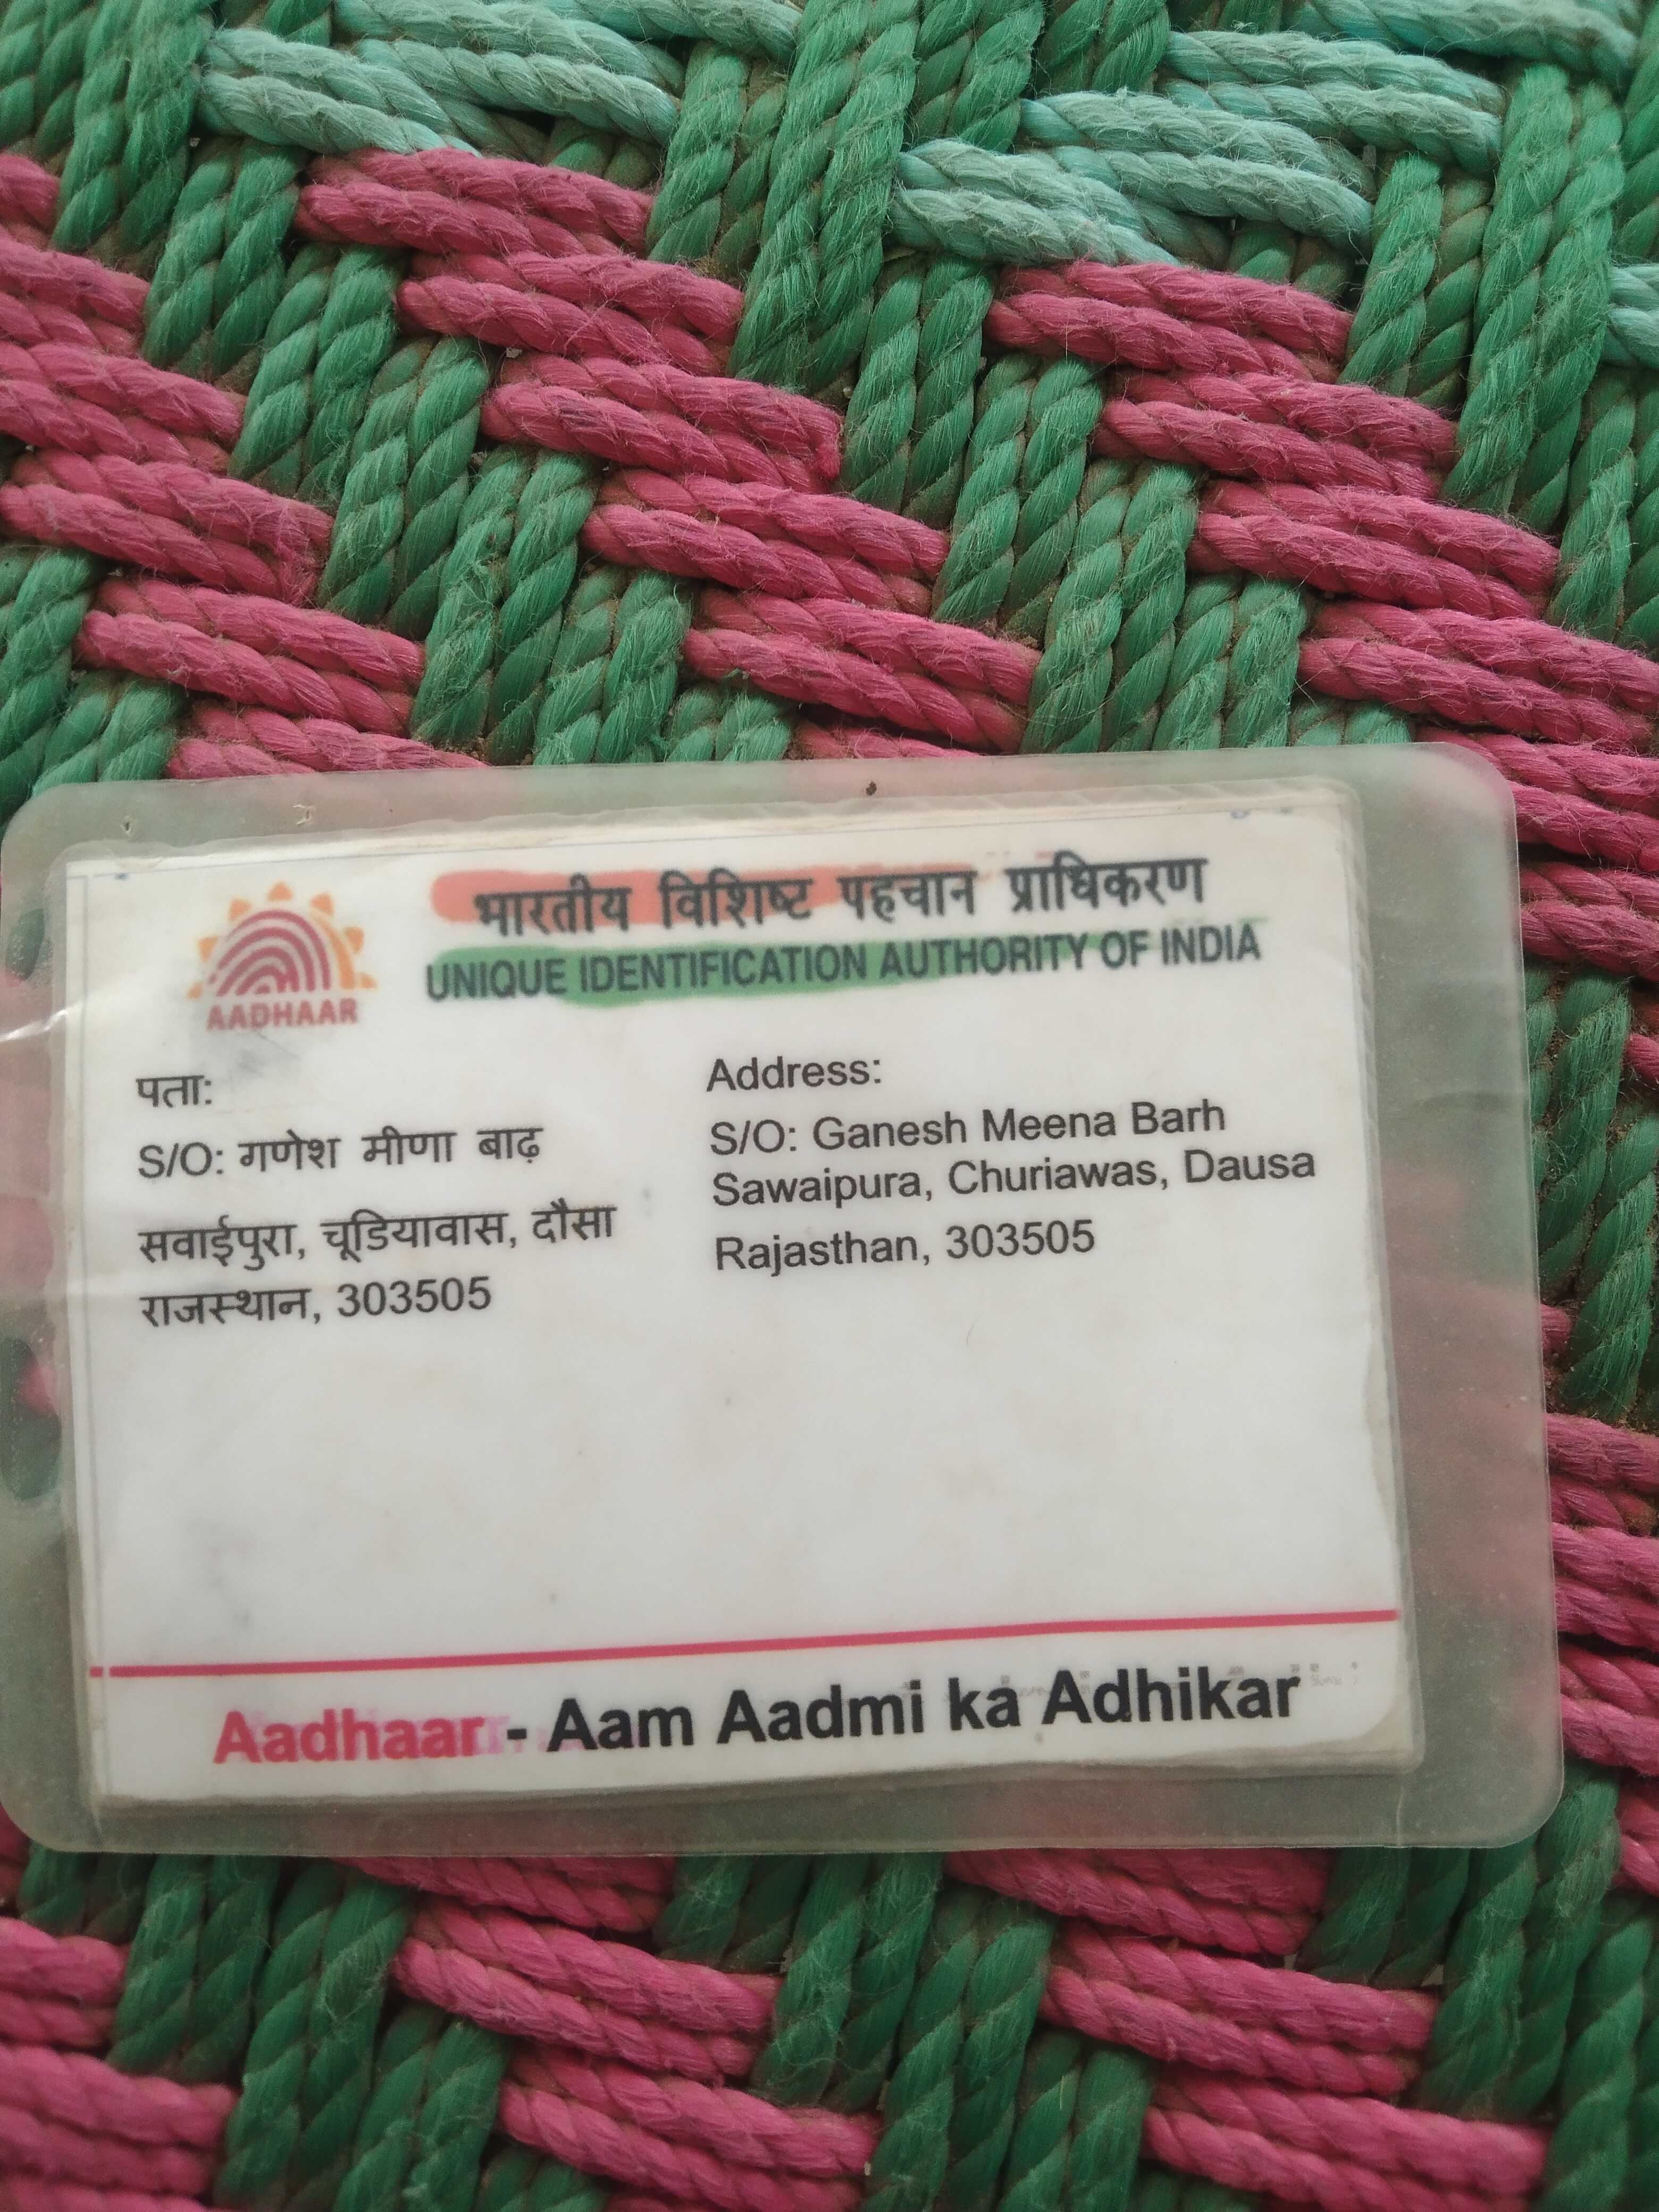 भारतीय विशिष्ट पहचान प्राधिकरण
UNIQUE IDENTIFICATION AUTHORITY OF INDIA
AADHAAR
पता:
S/O: गणेश मीणा बाढ़
सवाईपुरा, चूडियावास, दौसा
राजस्थान, 303505
Address:
S/O: Ganesh Meena Barh
Sawaipura, Churiawas, Dausa
Rajasthan, 303505
Aadhaar - Aam Aadmi ka Adhikar